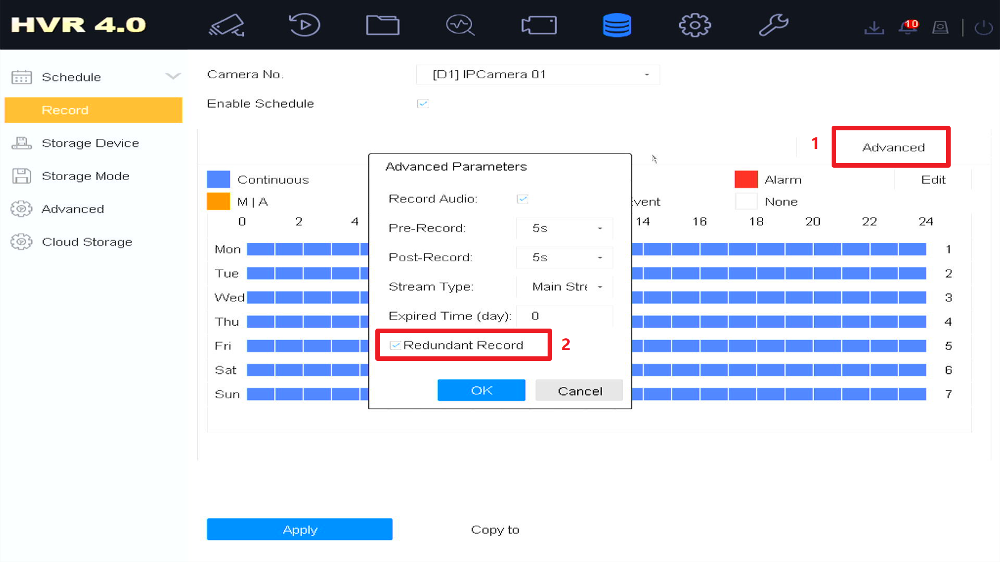 HVR 4.0
10
Schedule
Record
Storage Device
Storage Mode
Advanced
Cloud Storage
Camera No.
[D1] IPCamera 01
Enable Schedule
1
Advanced
Continuous
Alarm
Edit
M | A
Event
None
0 2 4 14 16 18 20 22 24
Mon 1
Tue 2
Wed 3
Thu 4
Fri 5
Sat 6
Sun 7
Advanced Parameters
Record Audio:
Pre-Record: 5s
Post-Record: 5s
Stream Type: Main Stre
Expired Time (day): 0
Redundant Record 2
OK Cancel
Apply
Copy to